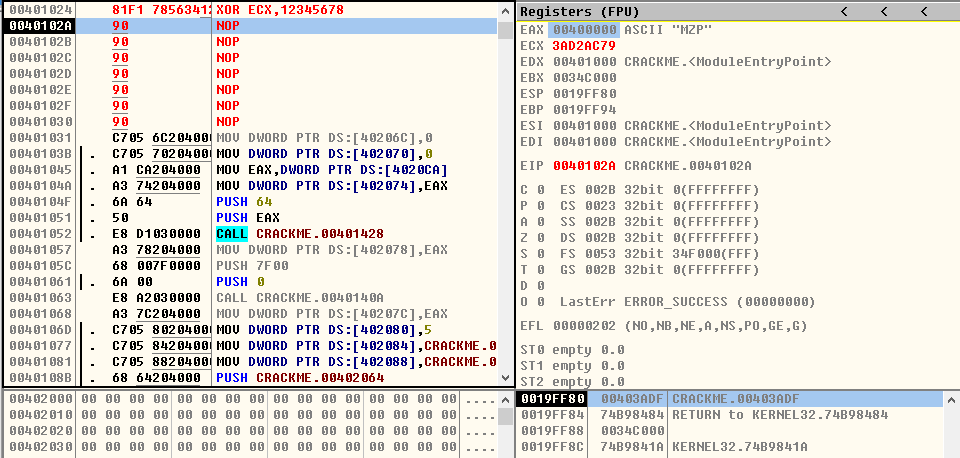 00401024 81F1 78563412 XOR ECX,12345678
0040102A 90 NOP
0040102B 90 NOP
0040102C 90 NOP
0040102D 90 NOP
0040102E 90 NOP
0040102F 90 NOP
00401030 90 NOP
00401031 C705 6C204000 MOV DWORD PTR DS:[40206C],0
0040103B . C705 70204000 MOV DWORD PTR DS:[402070],0
00401045 . A1 CA204000 MOV EAX,DWORD PTR DS:[4020CA]
0040104A . A3 74204000 MOV DWORD PTR DS:[402074],EAX
0040104F . 6A 64 PUSH 64
00401051 . 50 PUSH EAX
00401052 . E8 D1030000 CALL CRACKME.00401428
00401057 A3 78204000 MOV DWORD PTR DS:[402078],EAX
0040105C 68 007F0000 PUSH 7F00
00401061 . 6A 00 PUSH 0
00401063 E8 A2030000 CALL CRACKME.0040140A
00401068 A3 7C204000 MOV DWORD PTR DS:[40207C],EAX
0040106D . C705 80204000 MOV DWORD PTR DS:[402080],5
00401077 . C705 84204000 MOV DWORD PTR DS:[402084],CRACKME.0
00401081 . C705 88204000 MOV DWORD PTR DS:[402088],CRACKME.0
0040108B . 68 64204000 PUSH CRACKME.00402064
Registers (FPU) < < <
EAX 00400000 ASCII "MZP"
ECX 3AD2AC79
EDX 00401000 CRACKME.<ModuleEntryPoint>
EBX 0034C000
ESP 0019FF80
EBP 0019FF94
ESI 00401000 CRACKME.<ModuleEntryPoint>
EDI 00401000 CRACKME.<ModuleEntryPoint>
EIP 0040102A CRACKME.0040102A
C 0 ES 002B 32bit 0(FFFFFFFF)
P 0 CS 0023 32bit 0(FFFFFFFF)
A 0 SS 002B 32bit 0(FFFFFFFF)
Z 0 DS 002B 32bit 0(FFFFFFFF)
S 0 FS 0053 32bit 34F000(FFF)
T 0 GS 002B 32bit 0(FFFFFFFF)
D 0
O 0 LastErr ERROR_SUCCESS (00000000)
EFL 00000202 (NO,NB,NE,A,NS,PO,GE,G)
ST0 empty 0.0
ST1 empty 0.0
ST2 empty 0.0
00402000 00 00 00 00 00 00 00 00 00 00 00 00 00 00 00 00 ....
00402010 00 00 00 00 00 00 00 00 00 00 00 00 00 00 00 00 ....
00402020 00 00 00 00 00 00 00 00 00 00 00 00 00 00 00 00 ....
00402030 00 00 00 00 00 00 00 00 00 00 00 00 00 00 00 00 ....
0019FF80 00403ADF CRACKME.00403ADF
0019FF84 74B98484 RETURN to KERNEL32.74B98484
0019FF88 0034C000
0019FF8C 74B9841A KERNEL32.74B9841A